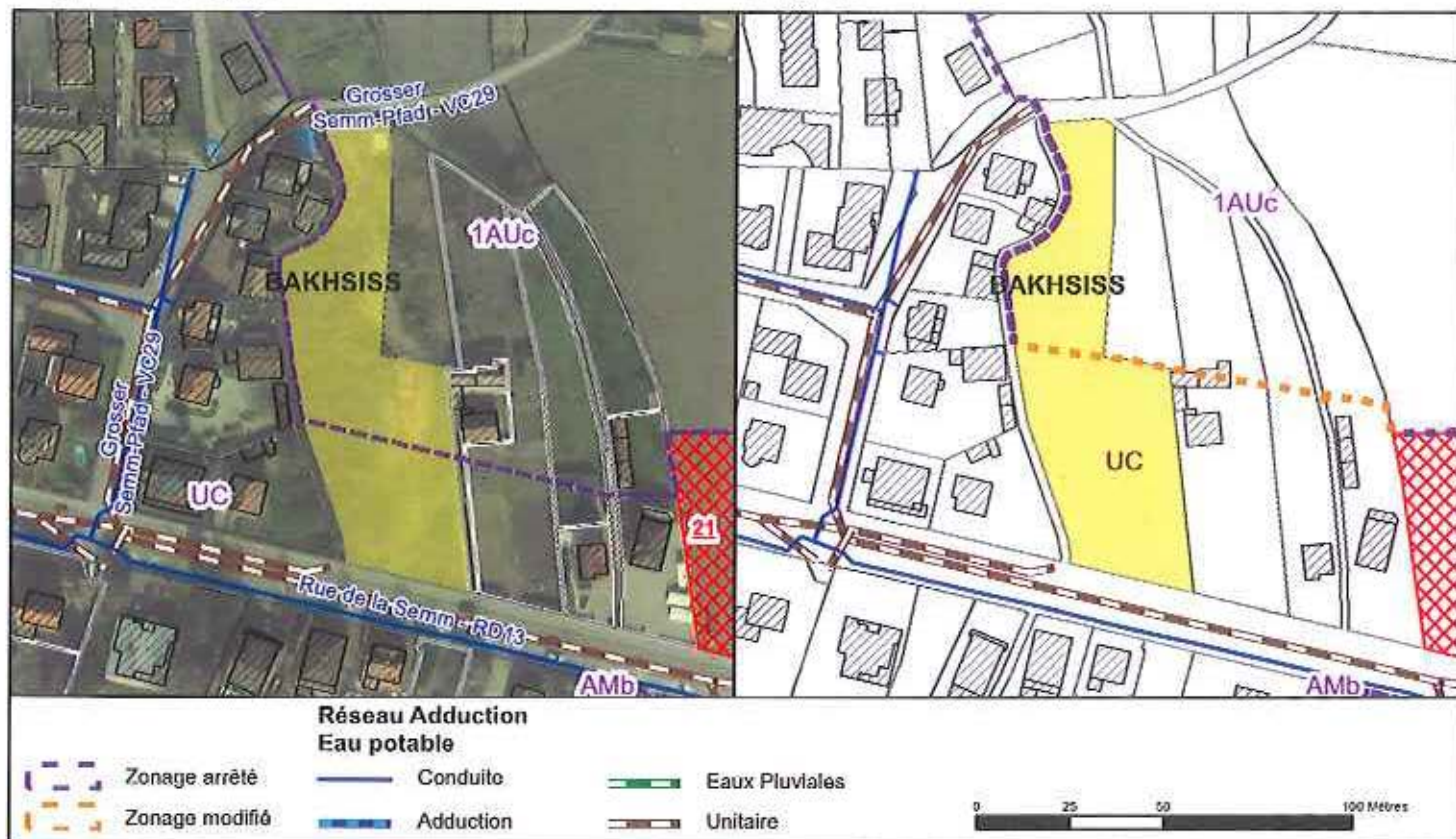 Grosser
Semm-Pfad - VC29
1AUc
BAKHSISS
Grosser
Semm-Pfad - VC29
UC
21
Rue de la Semm - RD13
AMb
1AUc
BAKHSISS
UC
AMb
Réseau Adduction
Eau potable
Zonage arrêté
Conduite
Eaux Pluviales
Zonage modifié
Adduction
Unitaire
0 25 50 100 Mètres